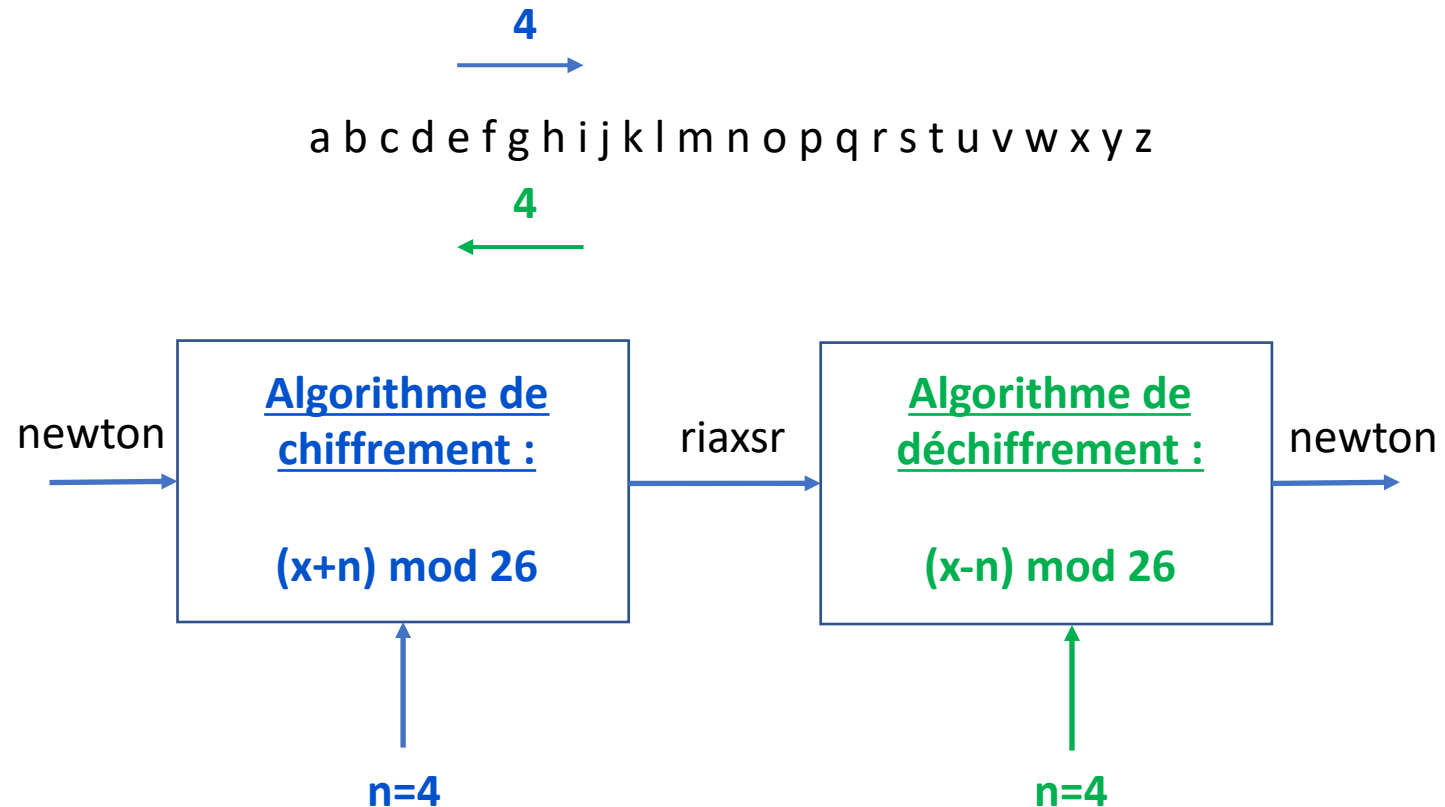 4
a b c d e f g h i j k l m n o p q r s t u v w x y z
4
newton
Algorithme de
chiffrement :
(x+n) mod 26
riaxsr
Algorithme de
déchiffrement :
(x-n) mod 26
newton
n=4
n=4